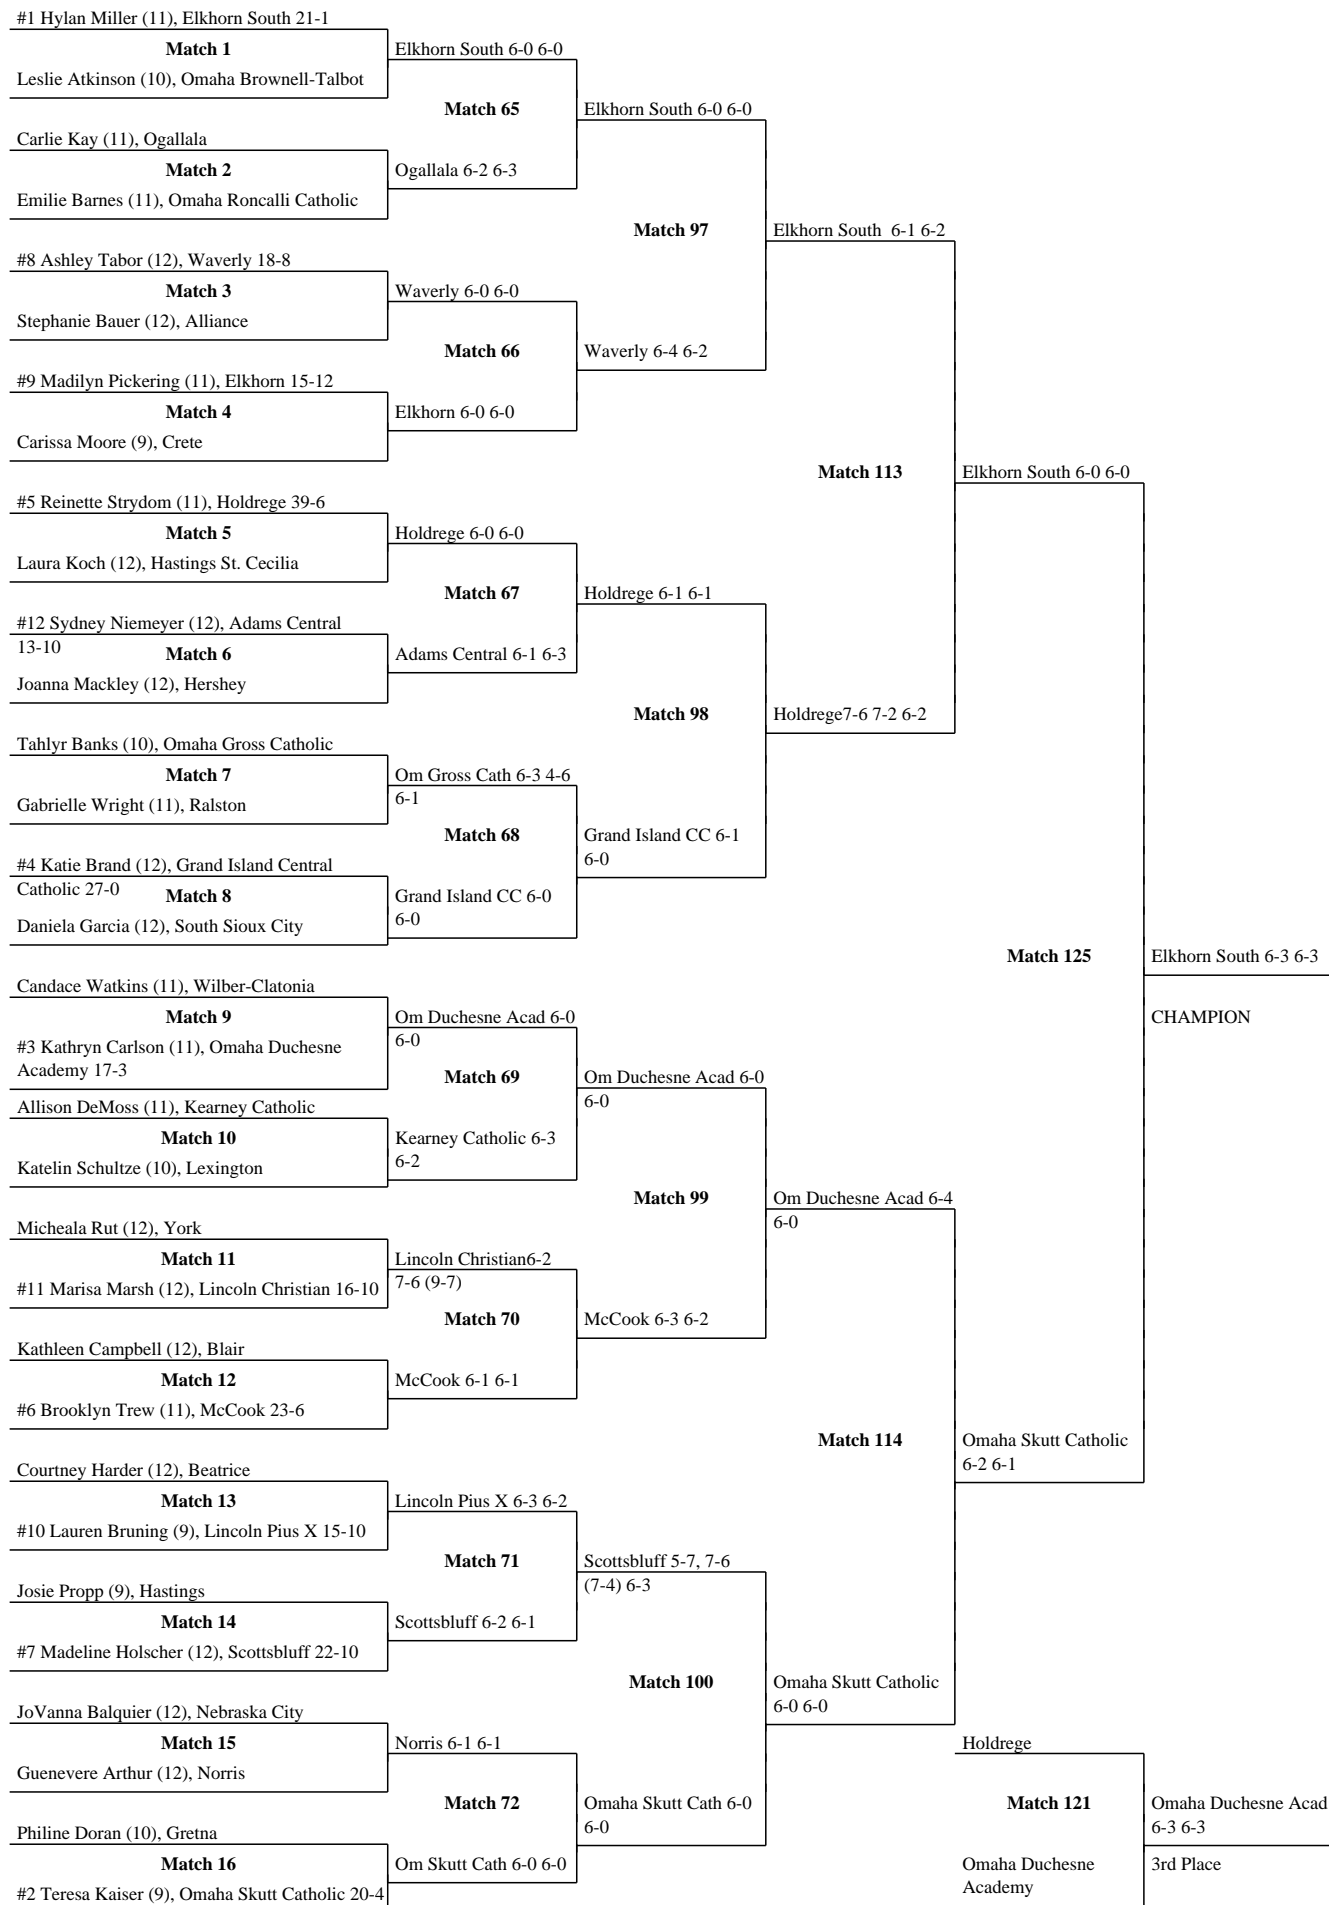 #1 Hylan Miller (11), Elkhorn South 21-1
Match 1
Elkhorn South 6-0 6-0
Leslie Atkinson (10), Omaha Brownell-Talbot
Match 65
Elkhorn South 6-0 6-0
Carlie Kay (11), Ogallala
Match 2
Ogallala 6-2 6-3
Emilie Barnes (11), Omaha Roncalli Catholic
Match 97
Elkhorn South  6-1 6-2
#8 Ashley Tabor (12), Waverly 18-8
Match 3
Waverly 6-0 6-0
Stephanie Bauer (12), Alliance
Match 66
Waverly 6-4 6-2
#9 Madilyn Pickering (11), Elkhorn 15-12
Match 4
Elkhorn 6-0 6-0
Carissa Moore (9), Crete
Match 113
Elkhorn South 6-0 6-0
#5 Reinette Strydom (11), Holdrege 39-6
Match 5
Holdrege 6-0 6-0
Laura Koch (12), Hastings St. Cecilia
Match 67
Holdrege 6-1 6-1
#12 Sydney Niemeyer (12), Adams Central
13-10
Match 6
Adams Central 6-1 6-3
Joanna Mackley (12), Hershey
Match 98
Holdrege7-6 7-2 6-2
Tahlyr Banks (10), Omaha Gross Catholic
Match 7
Om Gross Cath 6-3 4-6
6-1
Gabrielle Wright (11), Ralston
Match 68
Grand Island CC 6-1
6-0
#4 Katie Brand (12), Grand Island Central
Catholic 27-0
Match 8
Grand Island CC 6-0
6-0
Daniela Garcia (12), South Sioux City
Match 125
Elkhorn South 6-3 6-3
CHAMPION
Candace Watkins (11), Wilber-Clatonia
Match 9
Om Duchesne Acad 6-0
6-0
#3 Kathryn Carlson (11), Omaha Duchesne
Academy 17-3
Match 69
Om Duchesne Acad 6-0
6-0
Allison DeMoss (11), Kearney Catholic
Match 10
Kearney Catholic 6-3
6-2
Katelin Schultze (10), Lexington
Match 99
Om Duchesne Acad 6-4
6-0
Micheala Rut (12), York
Match 11
Lincoln Christian6-2
7-6 (9-7)
#11 Marisa Marsh (12), Lincoln Christian 16-10
Match 70
McCook 6-3 6-2
Kathleen Campbell (12), Blair
Match 12
McCook 6-1 6-1
#6 Brooklyn Trew (11), McCook 23-6
Match 114
Omaha Skutt Catholic
6-2 6-1
Courtney Harder (12), Beatrice
Match 13
Lincoln Pius X 6-3 6-2
#10 Lauren Bruning (9), Lincoln Pius X 15-10
Match 71
Scottsbluff 5-7, 7-6
(7-4) 6-3
Josie Propp (9), Hastings
Match 14
Scottsbluff 6-2 6-1
#7 Madeline Holscher (12), Scottsbluff 22-10
Match 100
Omaha Skutt Catholic
6-0 6-0
JoVanna Balquier (12), Nebraska City
Match 15
Norris 6-1 6-1
Guenevere Arthur (12), Norris
Match 72
Omaha Skutt Cath 6-0
6-0
Philine Doran (10), Gretna
Match 16
Om Skutt Cath 6-0 6-0
#2 Teresa Kaiser (9), Omaha Skutt Catholic 20-4
Holdrege
Match 121
Omaha Duchesne Acad
6-3 6-3
Omaha Duchesne
Academy
3rd Place